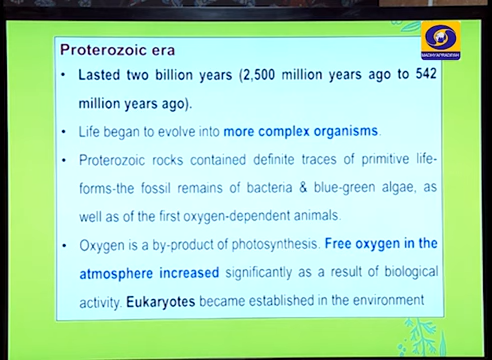 MADHYA PRADESH
Proterozoic era
• Lasted two billion years (2,500 million years ago to 542
million years ago).
• Life began to evolve into more complex organisms.
• Proterozoic rocks contained definite traces of primitive life-
forms-the fossil remains of bacteria & blue-green algae, as
well as of the first oxygen-dependent animals.
• Oxygen is a by-product of photosynthesis. Free oxygen in the
atmosphere increased significantly as a result of biological
activity. Eukaryotes became established in the environment